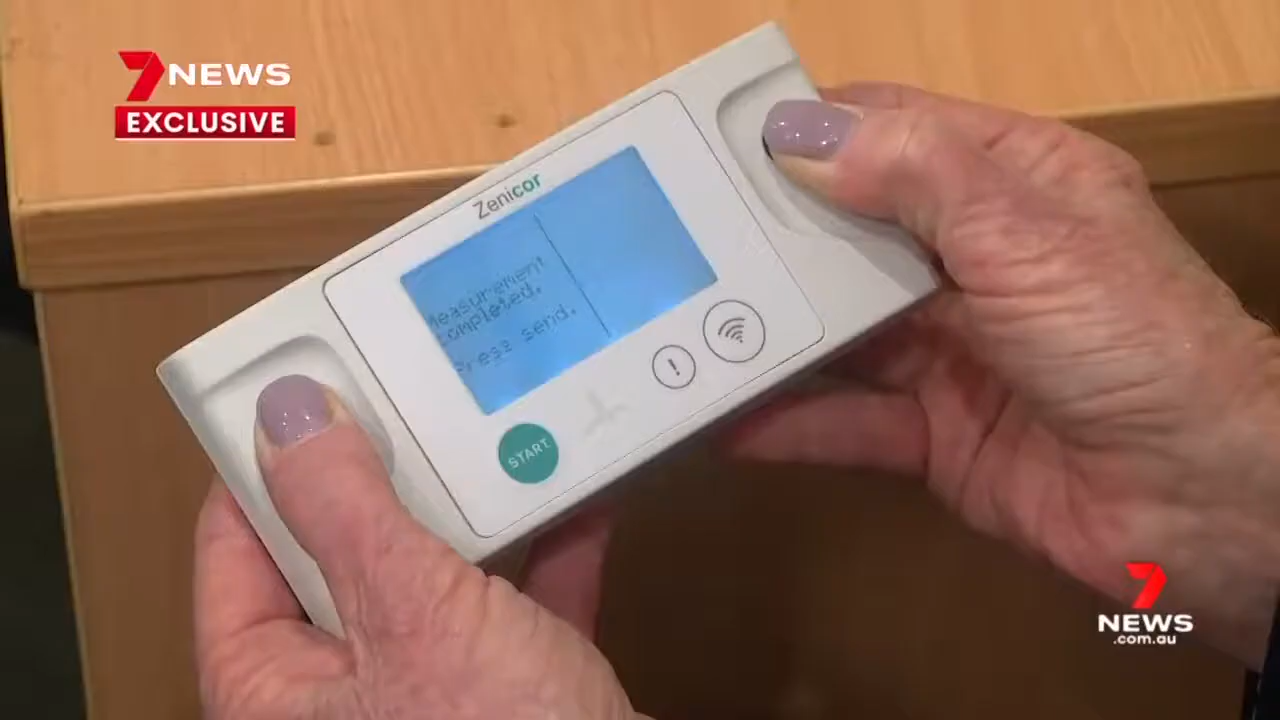 7NEWS
EXCLUSIVE
Zenicor
Measurement
completed.
Press send.
!
START
7
NEWS
.com.au